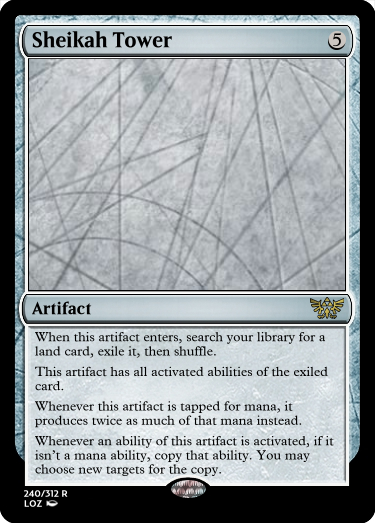 Sheikah Tower
5
Artifact
When this artifact enters, search your library for a
land card, exile it, then shuffle.
This artifact has all activated abilities of the exiled
card.
Whenever this artifact is tapped for mana, it
produces twice as much of that mana instead.
Whenever an ability of this artifact is activated, if it
isn't a mana ability, copy that ability. You may
choose new targets for the copy.
240/312 R
LOZ